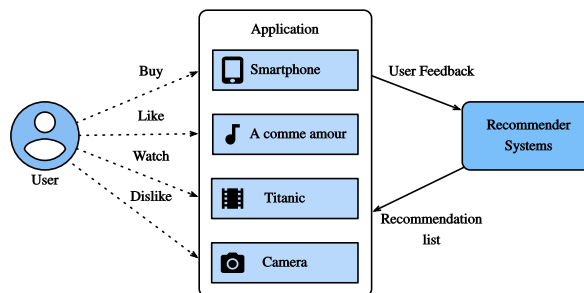 Application
Buy
Smartphone
User Feedback
Like
A comme amour
Recommender
Systems
Watch
User
Dislike
Titanic
Recommendation
list
Camera